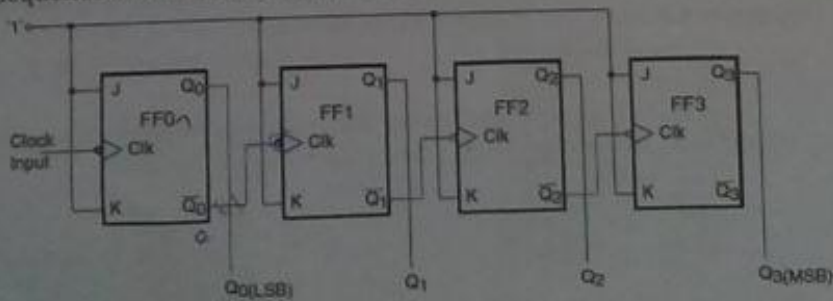 '1'
J Q0 J Q1 J Q2 J Q3
FF0 FF1 FF2 FF3
Clock
Input
Clk Clk Clk Clk
K Q̅0 K Q̅1 K Q̅2 K Q̅3
Q0(LSB) Q1 Q2 Q3(MSB)